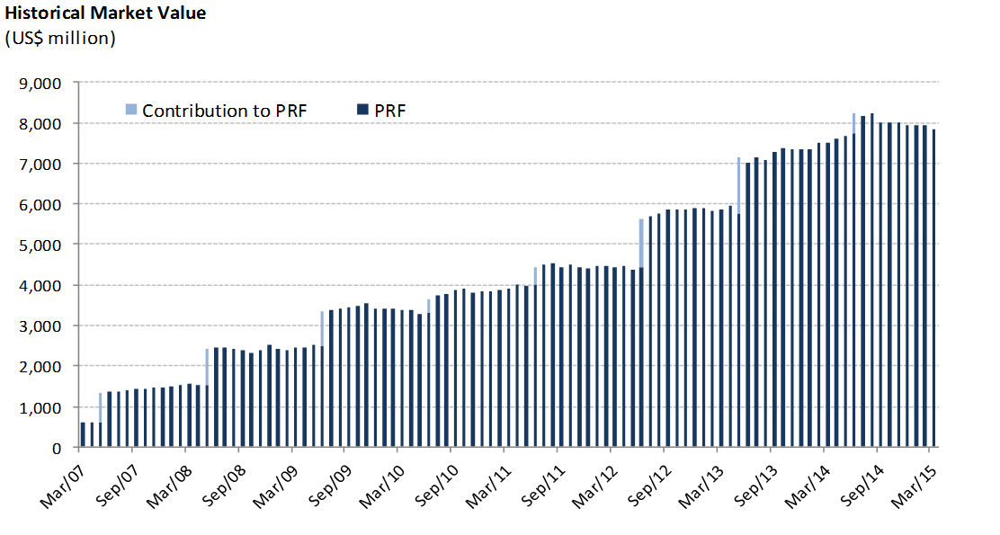 Historical Market Value
(US$ million)
9,000
8,000
7,000
6,000
5,000
4,000
3,000
2,000
1,000
0
Contribution to PRF
PRF
Mar/07
Sep/07
Mar/08
Sep/08
Mar/09
Sep/09
Mar/10
Sep/10
Mar/11
Sep/11
Mar/12
Sep/12
Mar/13
Sep/13
Mar/14
Sep/14
Mar/15